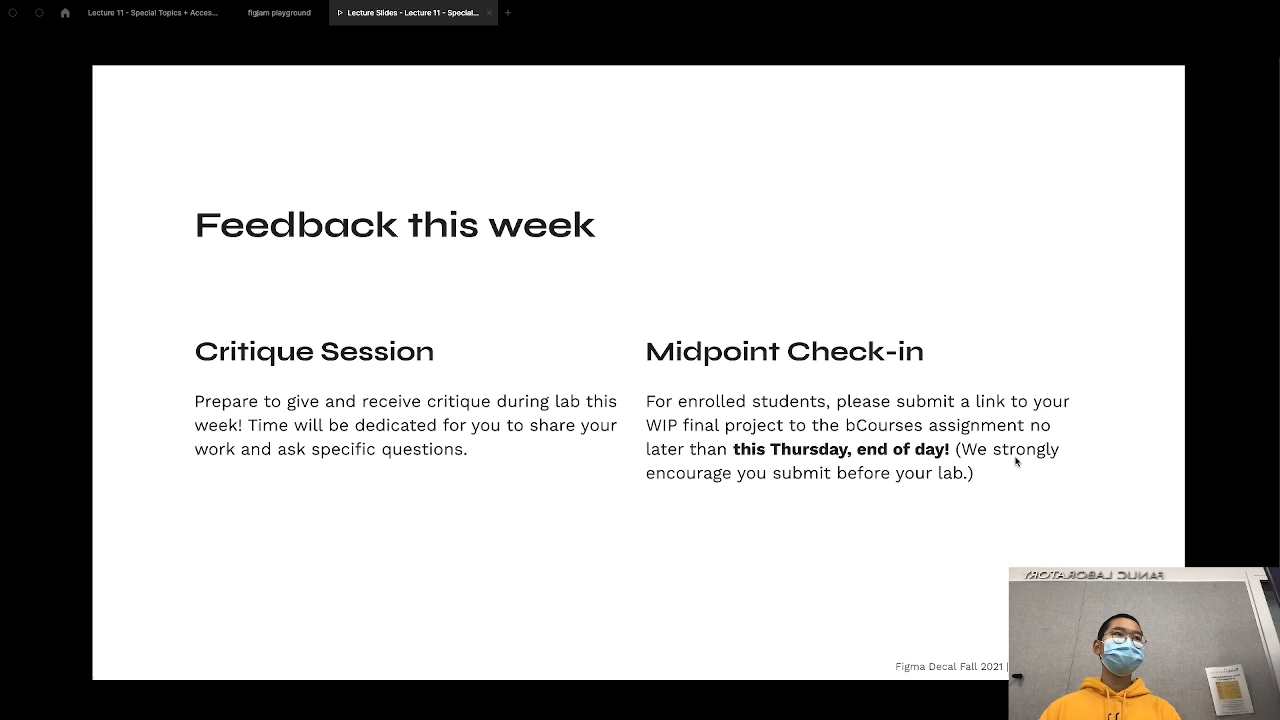 Lecture 11 - Special Topics + Acces...
figjam playground
Lecture Slides - Lecture 11 - Special...
Feedback this week
Critique Session
Prepare to give and receive critique during lab this
week! Time will be dedicated for you to share your
work and ask specific questions.
Midpoint Check-in
For enrolled students, please submit a link to your
WIP final project to the bCourses assignment no
later than this Thursday, end of day! (We strongly
encourage you submit before your lab.)
Figma Decal Fall 2021 |
FANUC LABORATORY